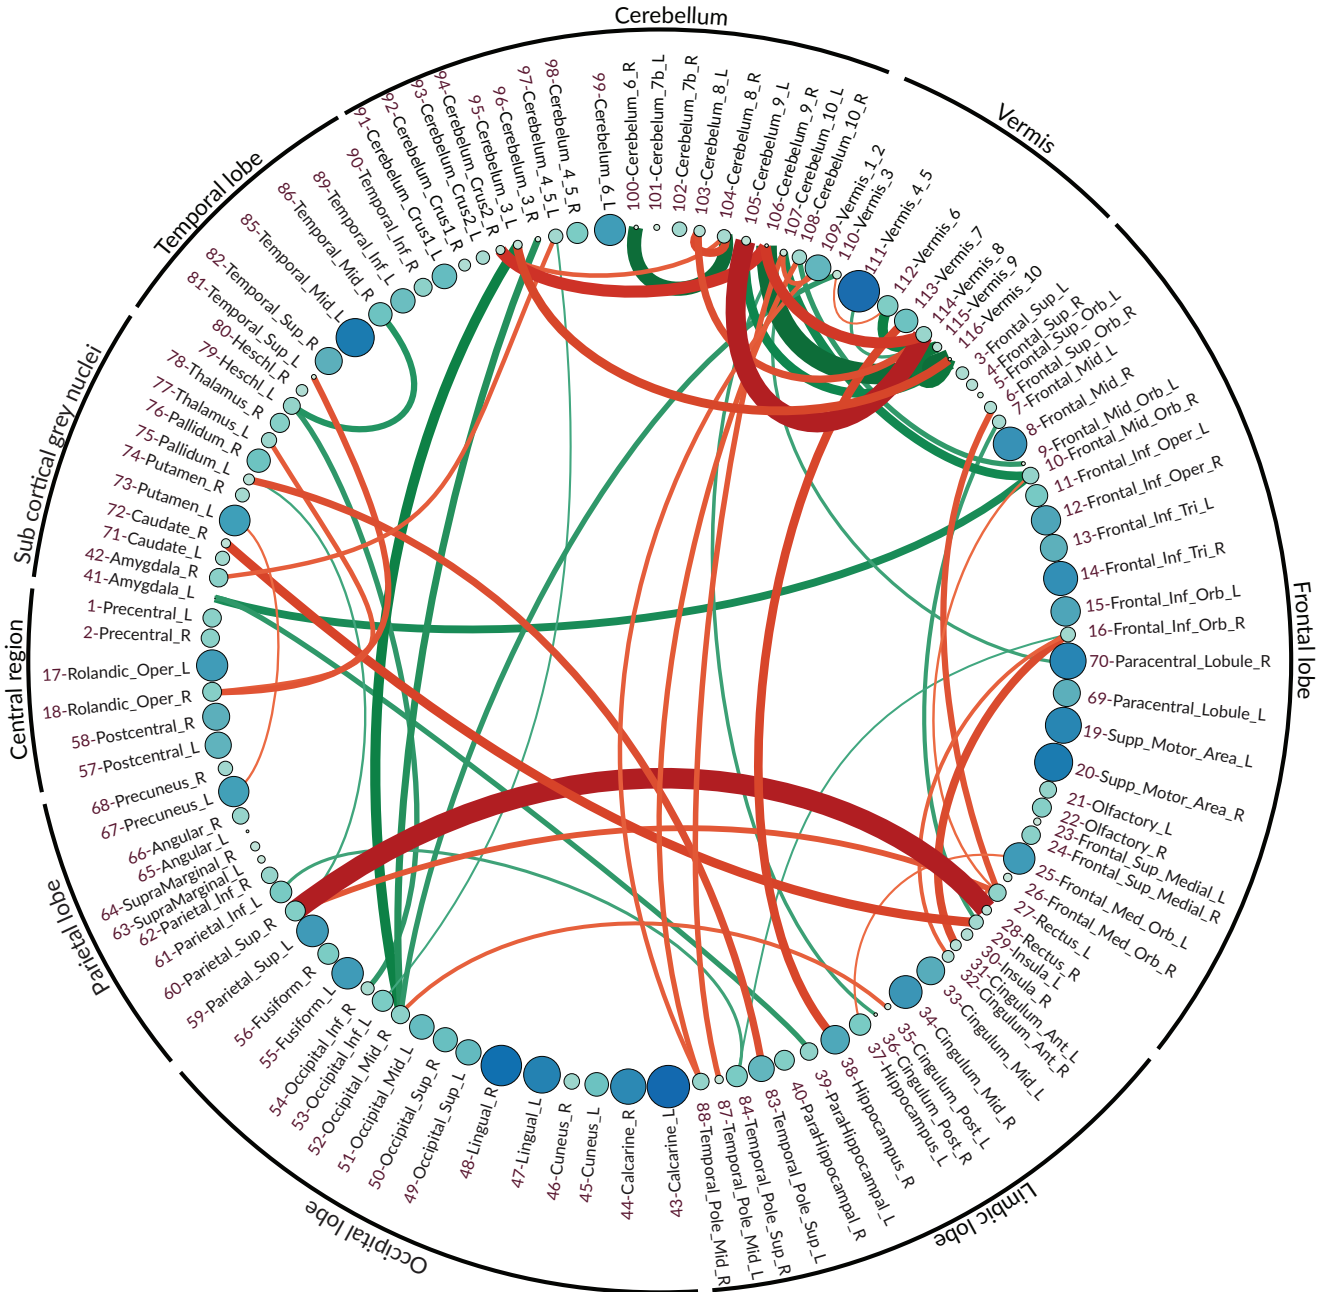 Cerebellum
Vermis
Frontal lobe
Limbic lobe
Occipital lobe
Parietal lobe
Central region
Sub cortical grey nuclei
Temporal lobe
99-Cerebelum_6_L
100-Cerebelum_6_R
101-Cerebelum_7b_L
102-Cerebelum_7b_R
103-Cerebelum_8_L
104-Cerebelum_8_R
105-Cerebelum_9_L
106-Cerebelum_9_R
107-Cerebelum_10_L
108-Cerebelum_10_R
109-Vermis_1_2
110-Vermis_3
111-Vermis_4_5
112-Vermis_6
113-Vermis_7
114-Vermis_8
115-Vermis_9
116-Vermis_10
3-Frontal_Sup_L
4-Frontal_Sup_R
5-Frontal_Sup_Orb_L
6-Frontal_Sup_Orb_R
7-Frontal_Mid_L
8-Frontal_Mid_R
9-Frontal_Mid_Orb_L
10-Frontal_Mid_Orb_R
11-Frontal_Inf_Oper_L
12-Frontal_Inf_Oper_R
13-Frontal_Inf_Tri_L
14-Frontal_Inf_Tri_R
15-Frontal_Inf_Orb_L
16-Frontal_Inf_Orb_R
70-Paracentral_Lobule_R
69-Paracentral_Lobule_L
19-Supp_Motor_Area_L
20-Supp_Motor_Area_R
21-Olfactory_L
22-Olfactory_R
23-Frontal_Sup_Medial_L
24-Frontal_Sup_Medial_R
25-Frontal_Med_Orb_L
26-Frontal_Med_Orb_R
27-Rectus_L
28-Rectus_R
29-Insula_L
30-Insula_R
31-Cingulum_Ant_L
32-Cingulum_Ant_R
33-Cingulum_Mid_L
34-Cingulum_Mid_R
35-Cingulum_Post_L
36-Cingulum_Post_R
37-Hippocampus_L
38-Hippocampus_R
39-ParaHippocampal_L
40-ParaHippocampal_R
83-Temporal_Pole_Sup_L
84-Temporal_Pole_Sup_R
87-Temporal_Pole_Mid_L
88-Temporal_Pole_Mid_R
43-Calcarine_L
44-Calcarine_R
45-Cuneus_L
46-Cuneus_R
47-Lingual_L
48-Lingual_R
49-Occipital_Sup_L
50-Occipital_Sup_R
51-Occipital_Mid_L
52-Occipital_Mid_R
53-Occipital_Inf_L
54-Occipital_Inf_R
55-Fusiform_L
56-Fusiform_R
59-Parietal_Sup_L
60-Parietal_Sup_R
61-Parietal_Inf_L
62-Parietal_Inf_R
63-SupraMarginal_L
64-SupraMarginal_R
65-Angular_L
66-Angular_R
67-Precuneus_L
68-Precuneus_R
57-Postcentral_L
58-Postcentral_R
18-Rolandic_Oper_R
17-Rolandic_Oper_L
2-Precentral_R
1-Precentral_L
41-Amygdala_L
42-Amygdala_R
71-Caudate_L
72-Caudate_R
73-Putamen_L
74-Putamen_R
75-Pallidum_L
76-Pallidum_R
77-Thalamus_L
78-Thalamus_R
79-Heschl_L
80-Heschl_R
81-Temporal_Sup_L
82-Temporal_Sup_R
85-Temporal_Mid_L
86-Temporal_Mid_R
89-Temporal_Inf_L
90-Temporal_Inf_R
91-Cerebelum_Crus1_L
92-Cerebelum_Crus1_R
93-Cerebelum_Crus2_L
94-Cerebelum_Crus2_R
95-Cerebelum_3_L
96-Cerebelum_3_R
97-Cerebelum_4_5_L
98-Cerebelum_4_5_R